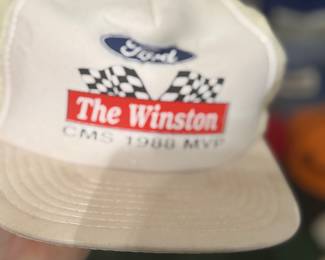 Ford
The Winston
CMS 1988 MVP